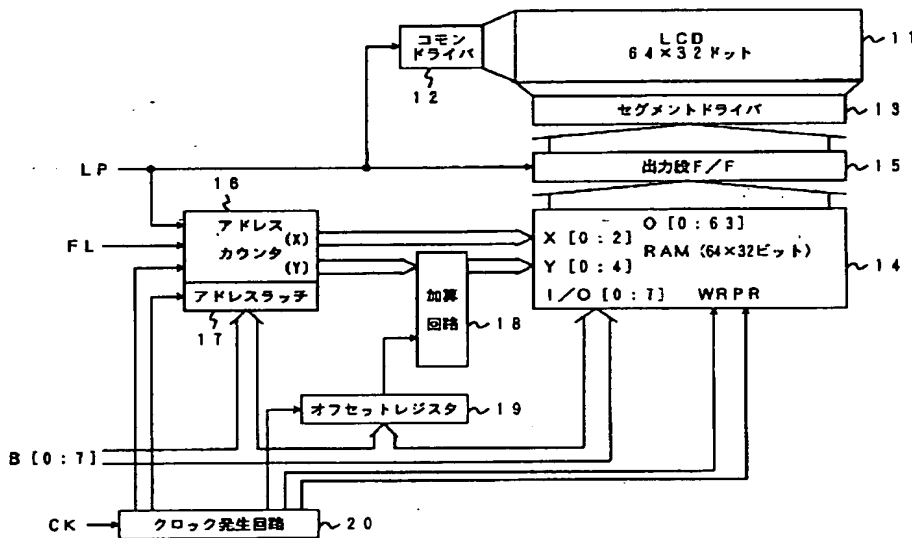 コモン
ドライバ
12
LCD
64×32ドット
11
セグメントドライバ
13
LP
出力段F/F
15
16
FL
アドレス
(X)
カウンタ
(Y)
アドレスラッチ
17
加算
回路
18
O[0:63]
X[0:2]
RAM(64×32ビット)
Y[0:4]
14
I/O[0:7]
WRPR
オフセットレジスタ
19
B[0:7]
CK
クロック発生回路
20